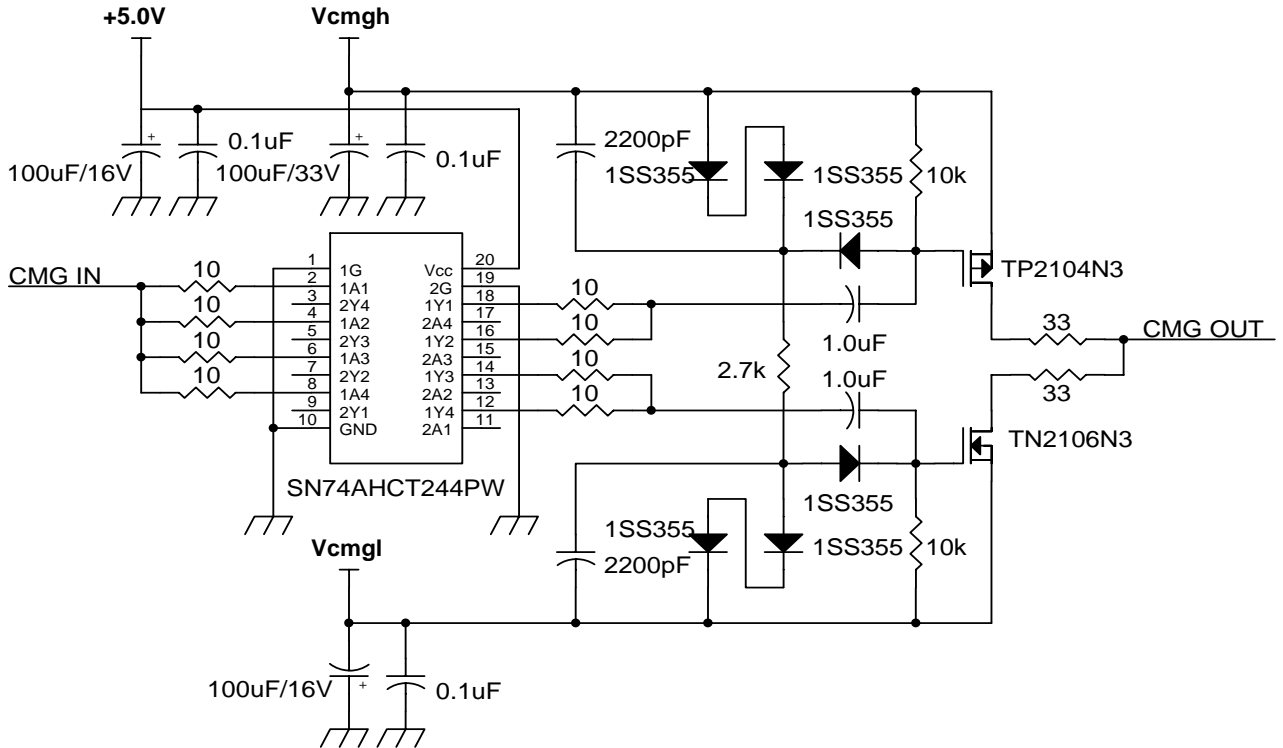 +5.0V
Vcmgh
0.1uF
100uF/16V
100uF/33V
0.1uF
2200pF
1SS355
1SS355
10k
1SS355
CMG IN
10
10
10
10
1
2
3
4
5
6
7
8
9
10
1G
1A1
2Y4
1A2
2Y3
1A3
2Y2
1A4
2Y1
GND
Vcc
2G
1Y1
2A4
1Y2
2A3
1Y3
2A2
1Y4
2A1
20
19
18
17
16
15
14
13
12
11
SN74AHCT244PW
10
10
10
10
1.0uF
1.0uF
2.7k
TP2104N3
33
CMG OUT
33
TN2106N3
1SS355
1SS355
1SS355
10k
2200pF
Vcmgl
100uF/16V
0.1uF
+
+
+